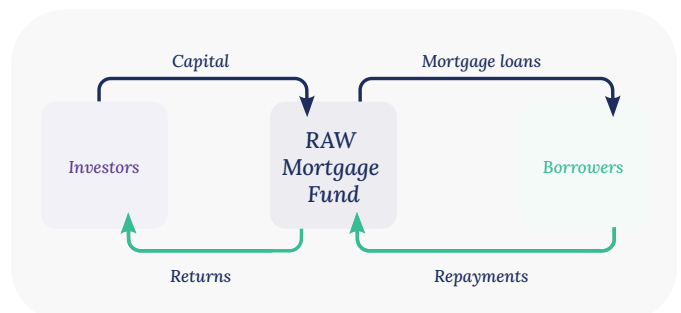 Capital
Mortgage loans
Investors
RAW
Mortgage
Fund
Borrowers
Returns
Repayments